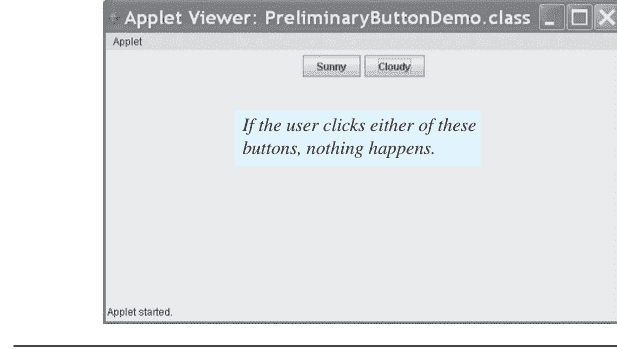 Applet Viewer: PreliminaryButtonDemo.class
Applet
Sunny Cloudy
If the user clicks either of these
buttons, nothing happens.
Applet started.